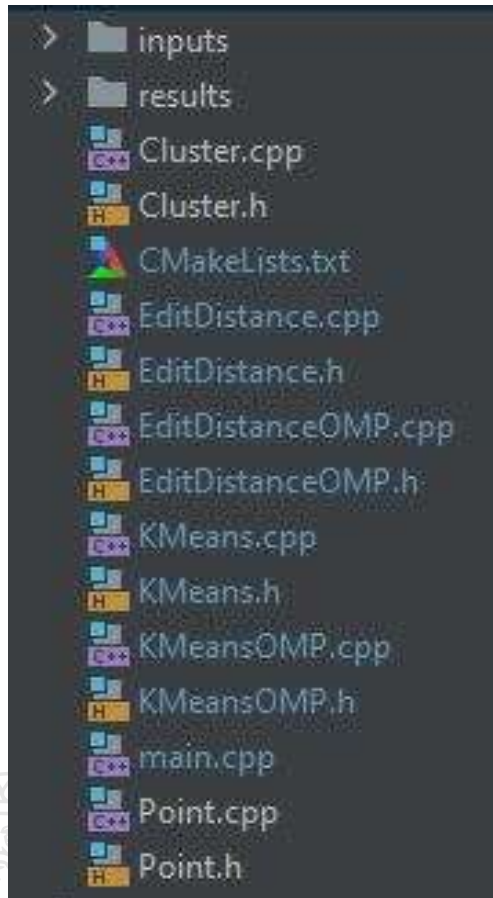 inputs
results
C++ Cluster.cpp
H Cluster.h
CMakeLists.txt
C++ EditDistance.cpp
H EditDistance.h
C++ EditDistanceOMP.cpp
H EditDistanceOMP.h
C++ KMeans.cpp
H KMeans.h
C++ KMeansOMP.cpp
H KMeansOMP.h
C++ main.cpp
C++ Point.cpp
H Point.h